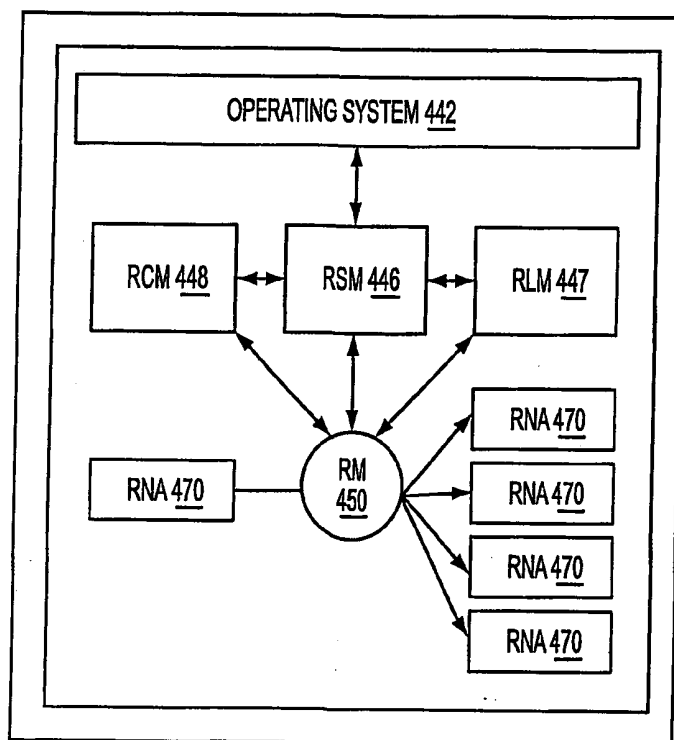 OPERATING SYSTEM 442
RCM 448
RSM 446
RLM 447
RNA 470
RM
450
RNA 470
RNA 470
RNA 470
RNA 470